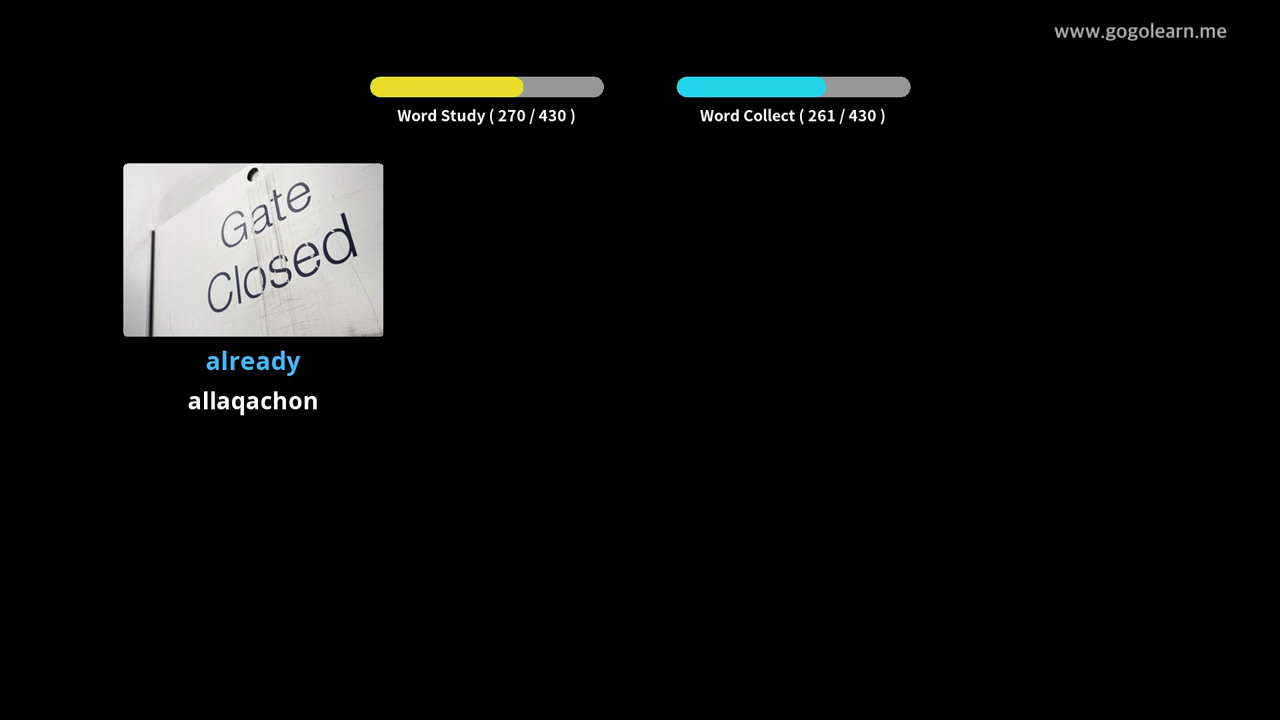 www.gogolearn.me
Word Study ( 270 / 430 )
Word Collect ( 261 / 430 )
Gate
Closed
already
allaqachon